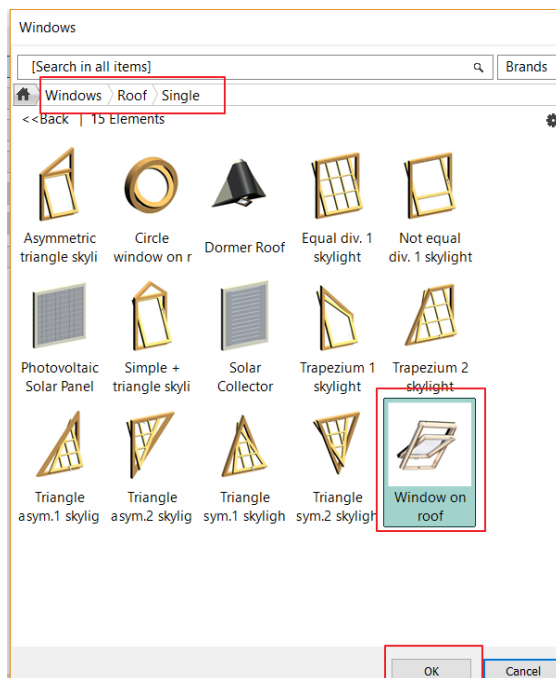 Windows
[Search in all items]
Brands
Windows Roof Single
<<Back | 15 Elements
Asymmetric
triangle skyli
Circle
window on r
Dormer Roof
Equal div. 1
skylight
Not equal
div. 1 skylight
Photovoltaic
Solar Panel
Simple +
triangle skyli
Solar
Collector
Trapezium 1
skylight
Trapezium 2
skylight
Triangle
asym.1 skylig
Triangle
asym.2 skylig
Triangle
sym.1 skyligh
Triangle
sym.2 skyligh
Window on
roof
OK
Cancel